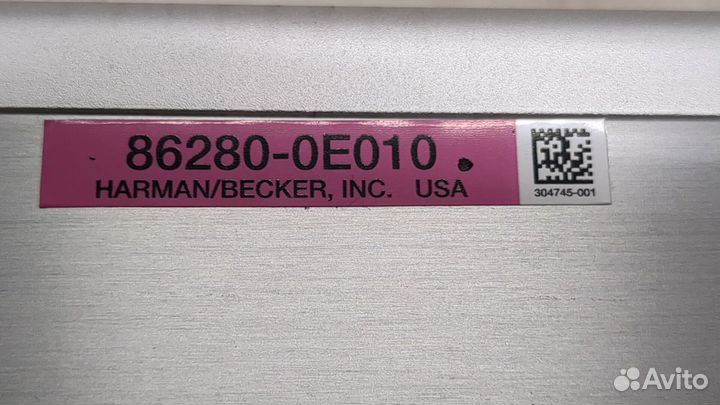 86280-0E010
HARMAN/BECKER, INC. USA
304745-001
Avito